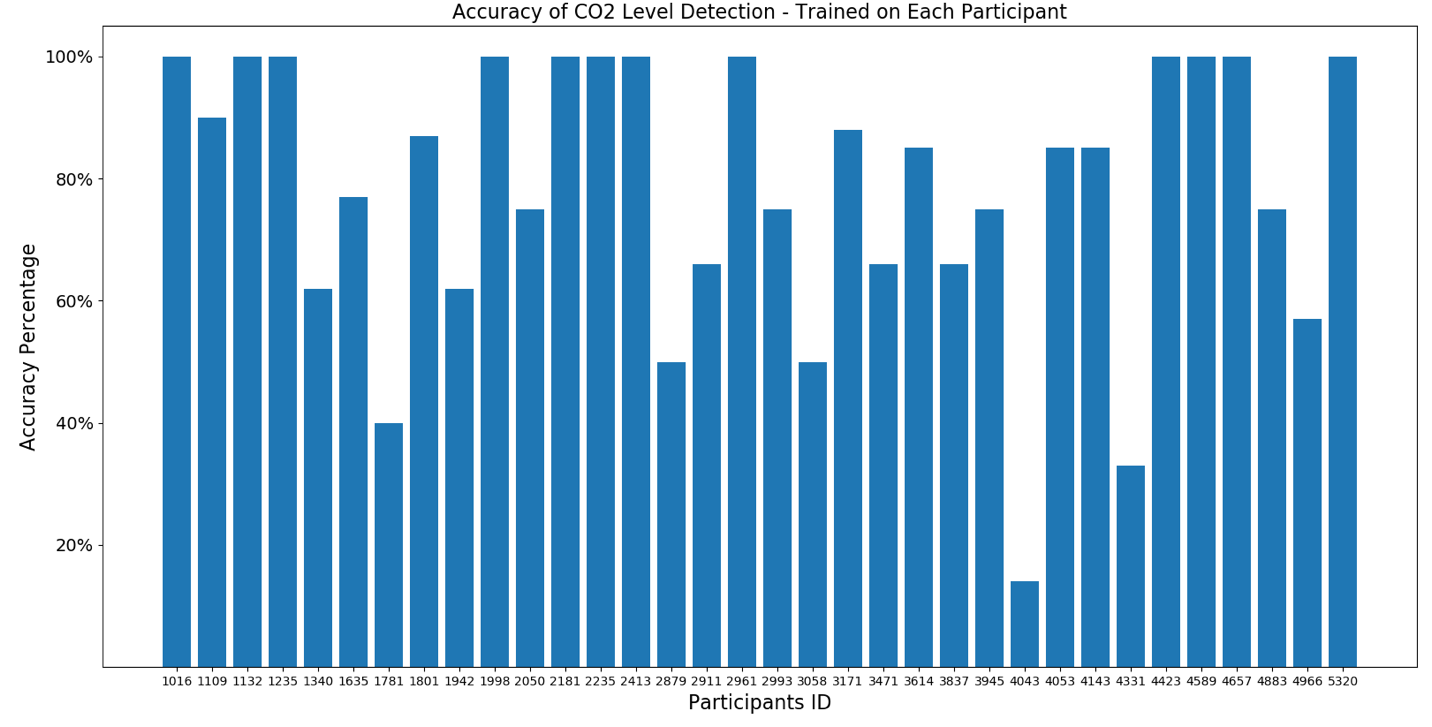 Accuracy of CO2 Level Detection - Trained on Each Participant
100%
80%
60%
40%
20%
Accuracy Percentage
1016 1109 1132 1235 1340 1635 1781 1801 1942 1998 2050 2181 2235 2413 2879 2911 2961 2993 3058 3171 3471 3614 3837 3945 4043 4053 4143 4331 4423 4589 4657 4883 4966 5320
Participants ID